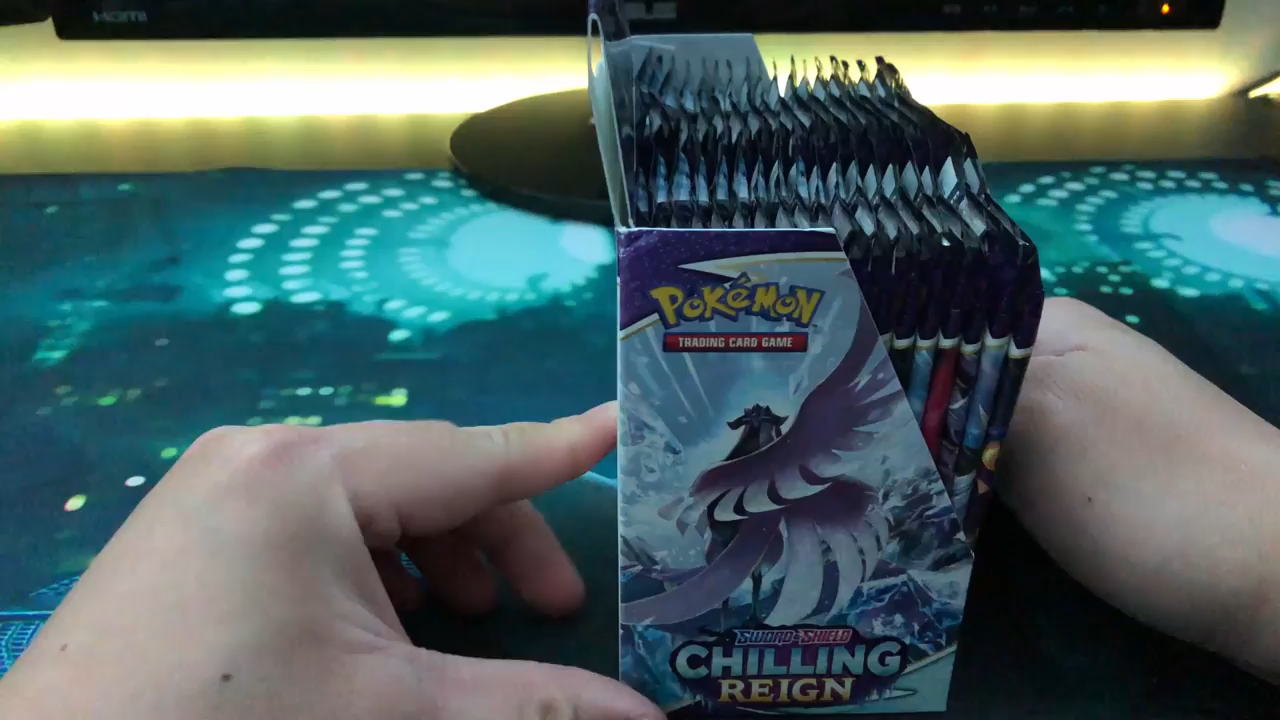 HDMI
POKéMON
TRADING CARD GAME
SWORD & SHIELD
CHILLING
REIGN